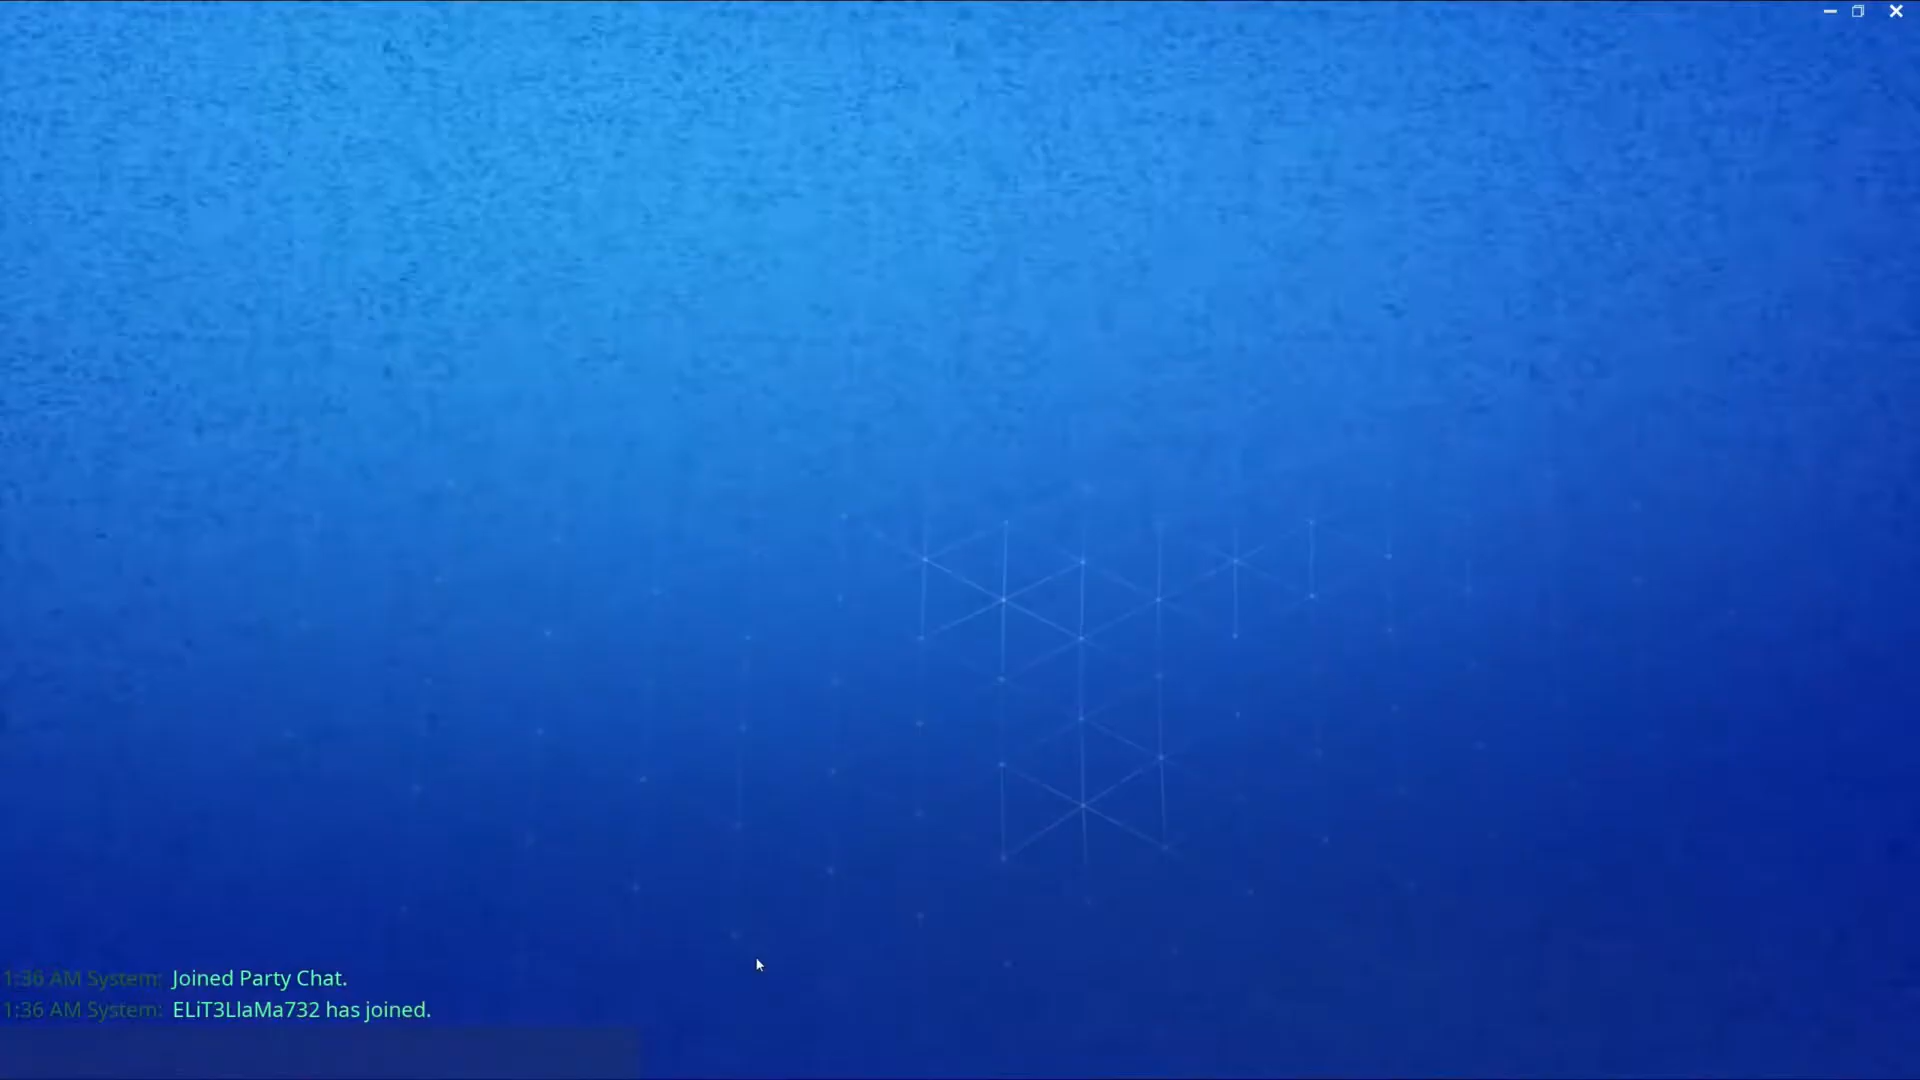 1:36 AM System: Joined Party Chat.
1:36 AM System: ELiT3LlaMa732 has joined.